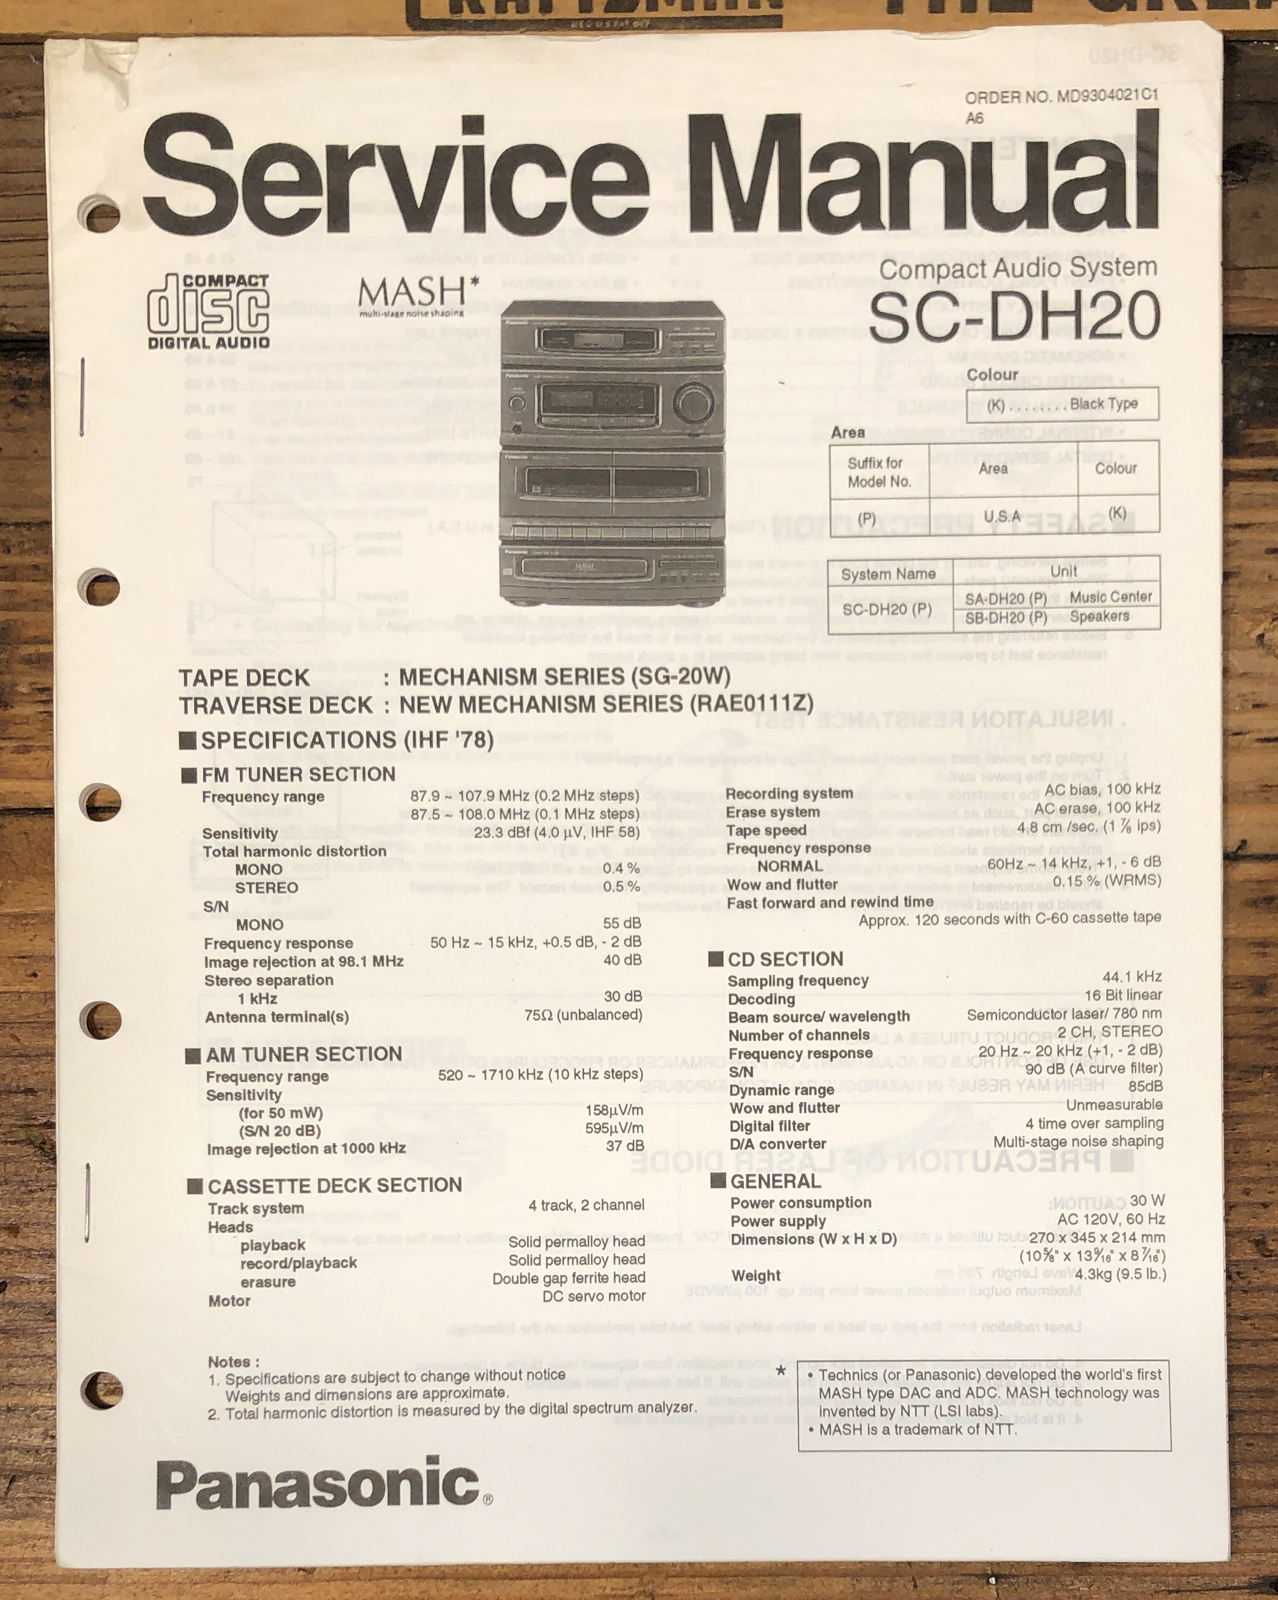 ORDER NO. MD9304021C1
A6
Service Manual
COMPACT
disc
DIGITAL AUDIO
MASH*
multi-stage noise shaping
Compact Audio System
SC-DH20
Colour
(K) ........ Black Type
Area
Suffix for Model No. Area Colour
(P) U.S.A (K)
System Name Unit
SC-DH20 (P) SA-DH20 (P) Music Center
SB-DH20 (P) Speakers
TAPE DECK : MECHANISM SERIES (SG-20W)
TRAVERSE DECK : NEW MECHANISM SERIES (RAE0111Z)
■ SPECIFICATIONS (IHF '78)
■ FM TUNER SECTION
Frequency range 87.9 ~ 107.9 MHz (0.2 MHz steps)
87.5 ~ 108.0 MHz (0.1 MHz steps)
Sensitivity 23.3 dBf (4.0 µV, IHF 58)
Total harmonic distortion
MONO 0.4 %
STEREO 0.5 %
S/N
MONO 55 dB
Frequency response 50 Hz ~ 15 kHz, +0.5 dB, - 2 dB
Image rejection at 98.1 MHz 40 dB
Stereo separation
1 kHz 30 dB
Antenna terminal(s) 75Ω (unbalanced)
■ AM TUNER SECTION
Frequency range 520 ~ 1710 kHz (10 kHz steps)
Sensitivity
(for 50 mW) 158µV/m
(S/N 20 dB) 595µV/m
Image rejection at 1000 kHz 37 dB
■ CASSETTE DECK SECTION
Track system 4 track, 2 channel
Heads
playback Solid permalloy head
record/playback Solid permalloy head
erasure Double gap ferrite head
Motor DC servo motor
Recording system AC bias, 100 kHz
Erase system AC erase, 100 kHz
Tape speed 4.8 cm /sec. (1 ⅞ ips)
Frequency response
NORMAL 60Hz ~ 14 kHz, +1, - 6 dB
Wow and flutter 0.15 % (WRMS)
Fast forward and rewind time
Approx. 120 seconds with C-60 cassette tape
■ CD SECTION
Sampling frequency 44.1 kHz
Decoding 16 Bit linear
Beam source/ wavelength Semiconductor laser/ 780 nm
Number of channels 2 CH, STEREO
Frequency response 20 Hz ~ 20 kHz (+1, - 2 dB)
S/N 90 dB (A curve filter)
Dynamic range 85dB
Wow and flutter Unmeasurable
Digital filter 4 time over sampling
D/A converter Multi-stage noise shaping
■ GENERAL
Power consumption 30 W
Power supply AC 120V, 60 Hz
Dimensions (W x H x D) 270 x 345 x 214 mm
(10⅝" x 13 9/16" x 8 7/16")
Weight 4.3kg (9.5 lb.)
Notes :
1. Specifications are subject to change without notice
Weights and dimensions are approximate.
2. Total harmonic distortion is measured by the digital spectrum analyzer.
* • Technics (or Panasonic) developed the world's first
MASH type DAC and ADC. MASH technology was
invented by NTT (LSI labs).
• MASH is a trademark of NTT.
Panasonic®